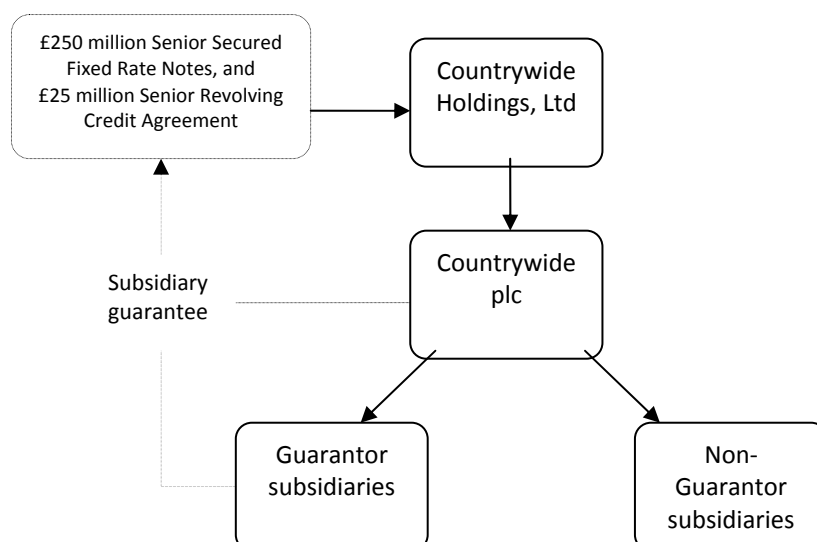 £250 million Senior Secured
Fixed Rate Notes, and
£25 million Senior Revolving
Credit Agreement
Countrywide
Holdings, Ltd
Countrywide
plc
Subsidiary
guarantee
Guarantor
subsidiaries
Non-
Guarantor
subsidiaries